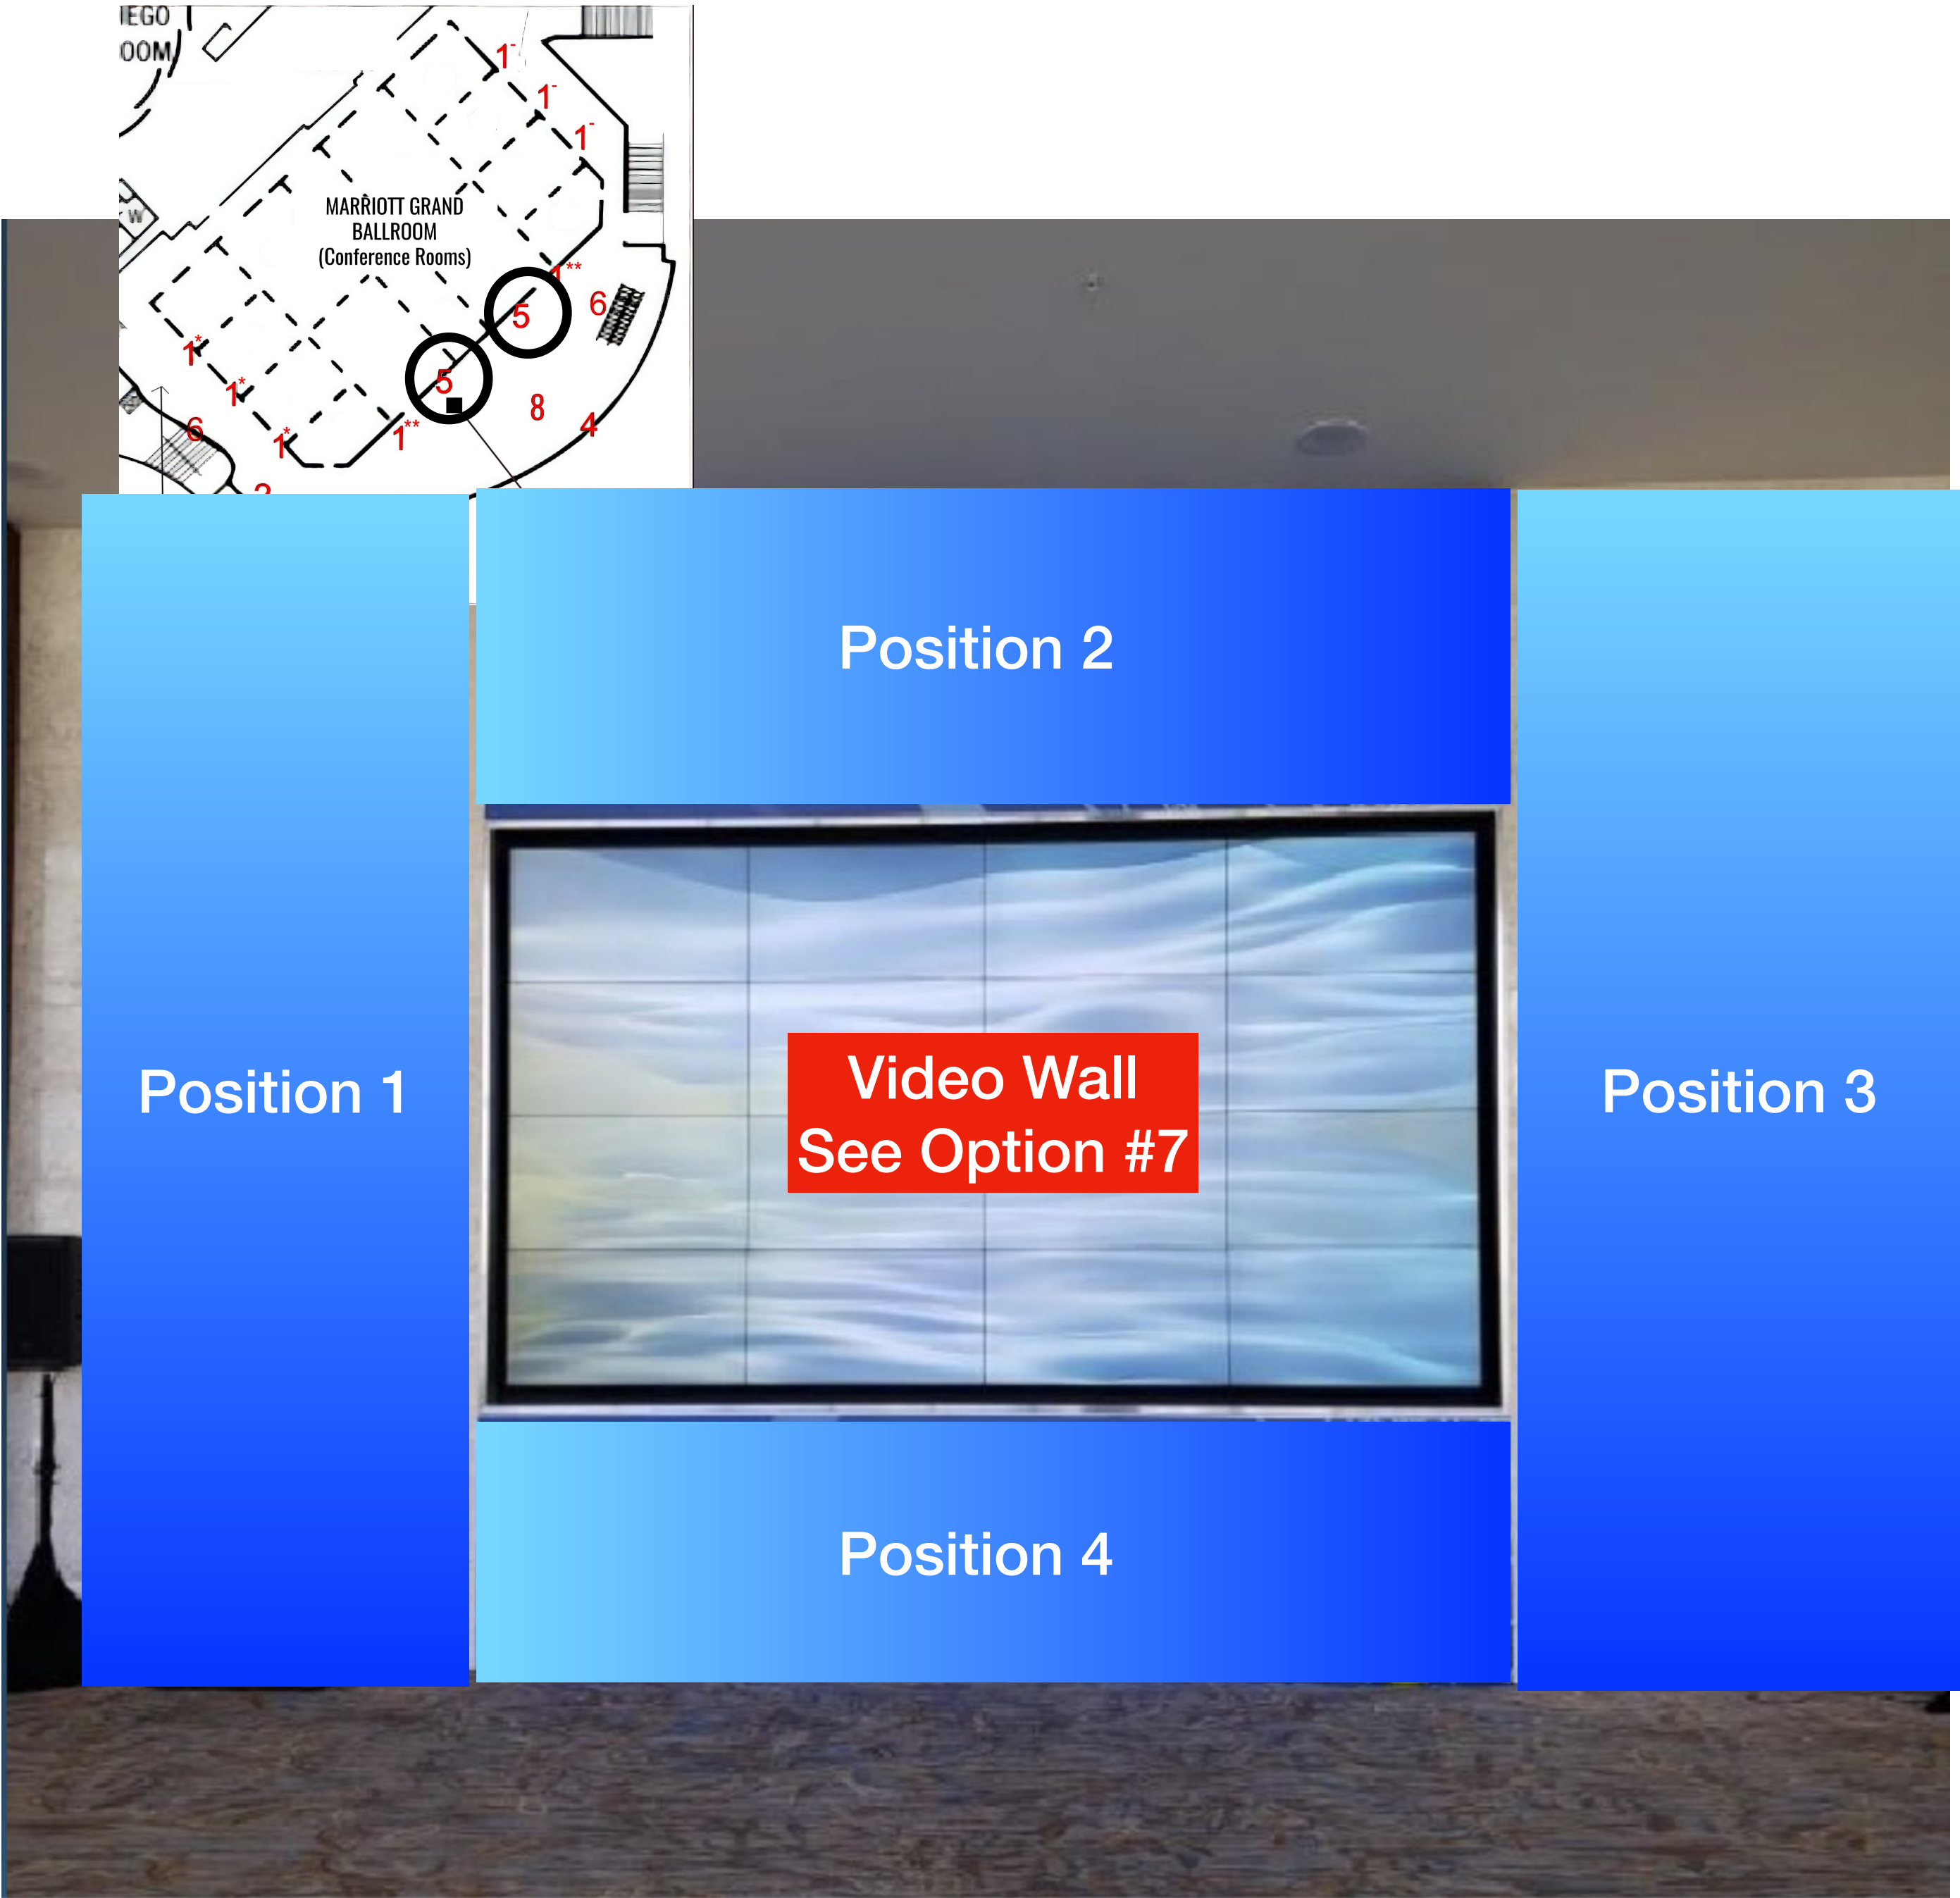 IEGO
OOM
1-
1-
1-
W
MARRIOTT GRAND
BALLROOM
(Conference Rooms)
1**
5
6
1*
5
1*
8
6
4
1*
1**
2
Position 2
Position 1
Video Wall
See Option #7
Position 3
Position 4